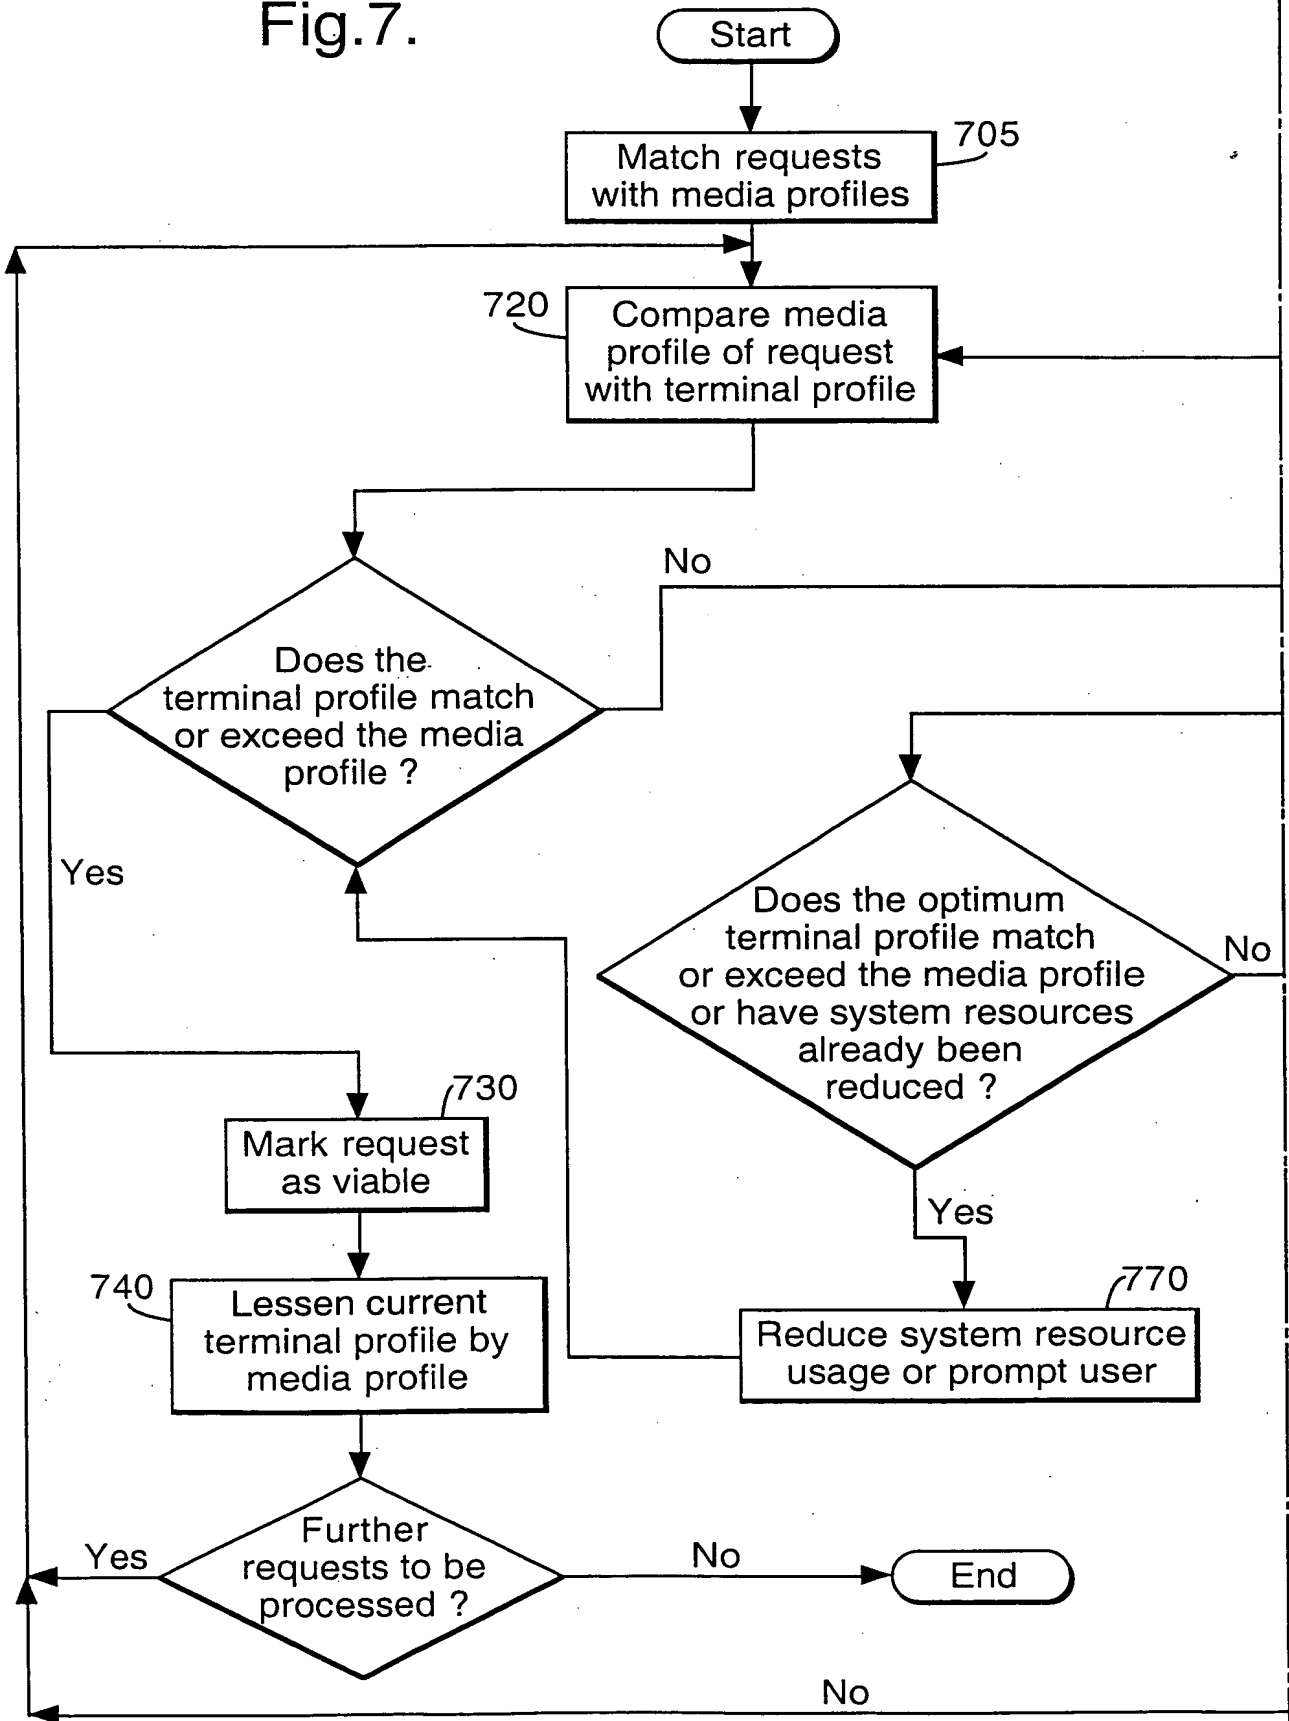 Fig.7.
Start
705
Match requests
with media profiles
720
Compare media
profile of request
with terminal profile
No
Does the
terminal profile match
or exceed the media
profile ?
Yes
Does the optimum
terminal profile match
or exceed the media profile
or have system resources
already been
reduced ?
No
730
Mark request
as viable
Yes
740
Lessen current
terminal profile by
media profile
770
Reduce system resource
usage or prompt user
Further
requests to be
processed ?
Yes
No
End
No